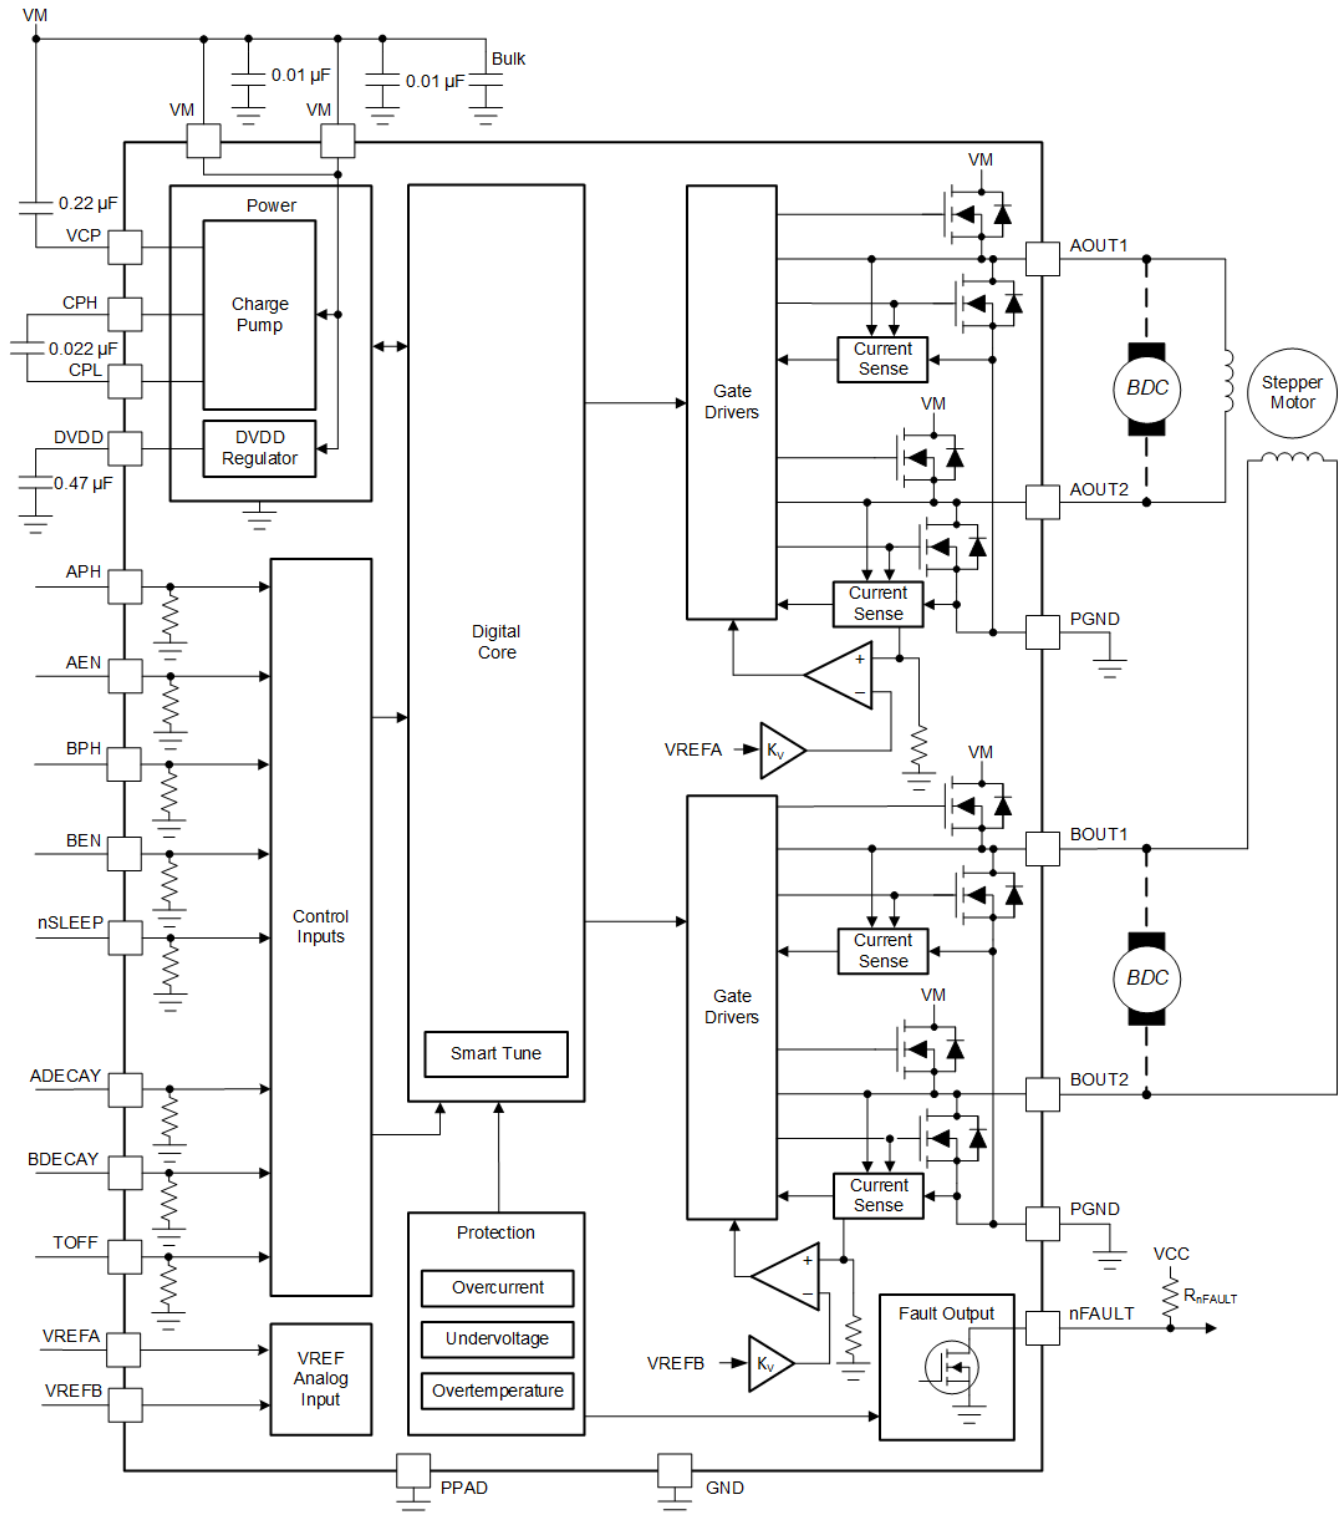 VM
0.01 µF
0.01 µF
Bulk
VM
VM
0.22 µF
VCP
CPH
0.022 µF
CPL
DVDD
0.47 µF
Power
Charge
Pump
DVDD
Regulator
APH
AEN
BPH
BEN
nSLEEP
ADECAY
BDECAY
TOFF
VREFA
VREFB
Control
Inputs
VREF
Analog
Input
Digital
Core
Smart Tune
Protection
Overcurrent
Undervoltage
Overtemperature
Gate
Drivers
VM
Current
Sense
VM
Current
Sense
+
−
VREFA
Kv
AOUT1
BDC
Stepper
Motor
AOUT2
PGND
Gate
Drivers
VM
Current
Sense
VM
Current
Sense
+
−
VREFB
Kv
BOUT1
BDC
BOUT2
PGND
VCC
RnFAULT
nFAULT
Fault Output
PPAD
GND